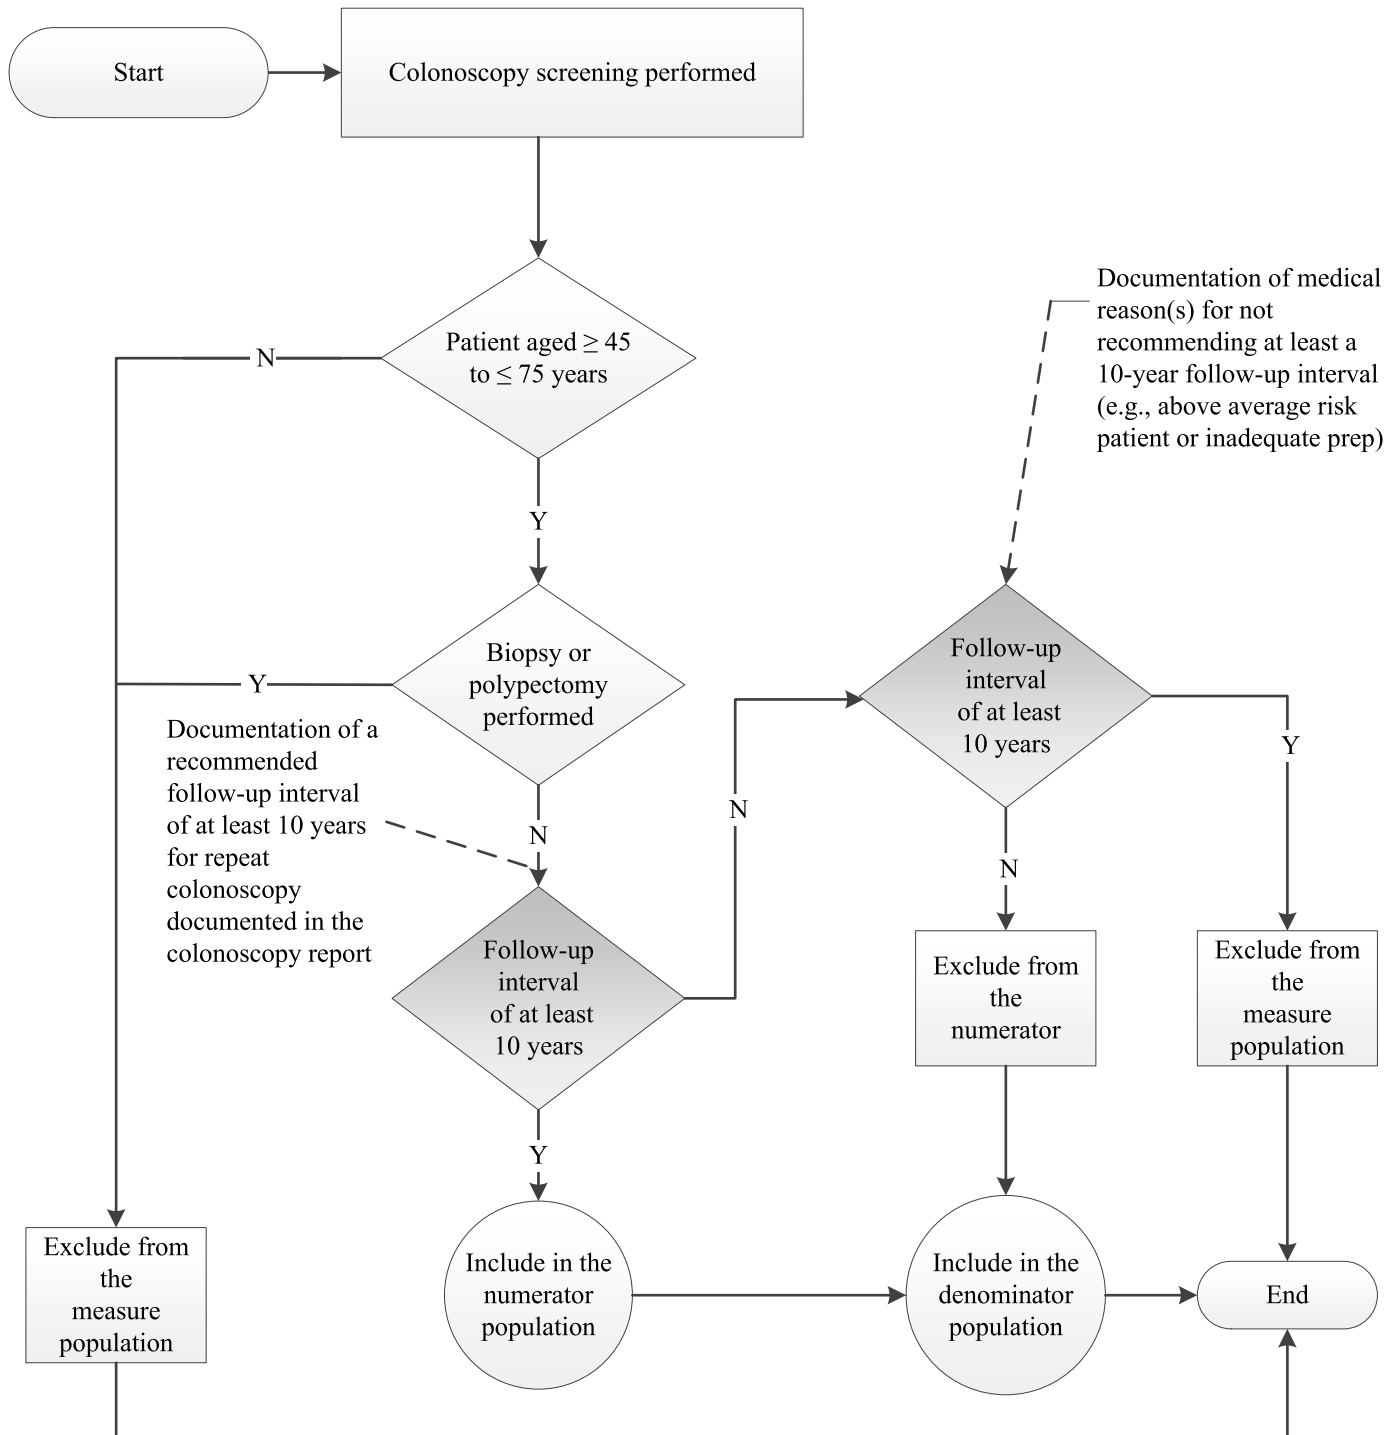 Start
Colonoscopy screening performed
Patient aged ≥ 45
to ≤ 75 years
N
Y
Biopsy or
polypectomy
performed
Y
N
Documentation of a
recommended
follow-up interval
of at least 10 years
for repeat
colonoscopy
documented in the
colonoscopy report
Follow-up
interval
of at least
10 years
N
Y
Documentation of medical
reason(s) for not
recommending at least a
10-year follow-up interval
(e.g., above average risk
patient or inadequate prep)
Follow-up
interval
of at least
10 years
Y
N
Exclude from
the
numerator
Exclude from
the
measure
population
Exclude from
the
measure
population
Include in the
numerator
population
Include in the
denominator
population
End